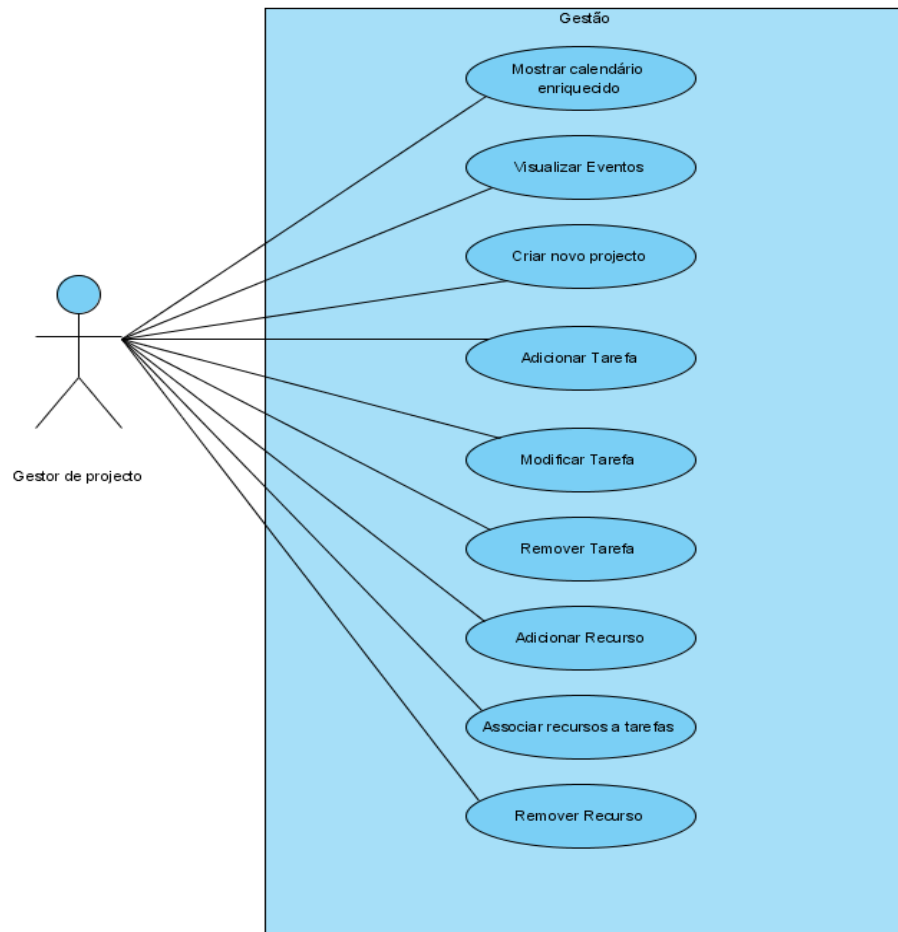 Gestão
Mostrar calendário
enriquecido
Visualizar Eventos
Criar novo projecto
Adicionar Tarefa
Modificar Tarefa
Gestor de projecto
Remover Tarefa
Adicionar Recurso
Associar recursos a tarefas
Remover Recurso